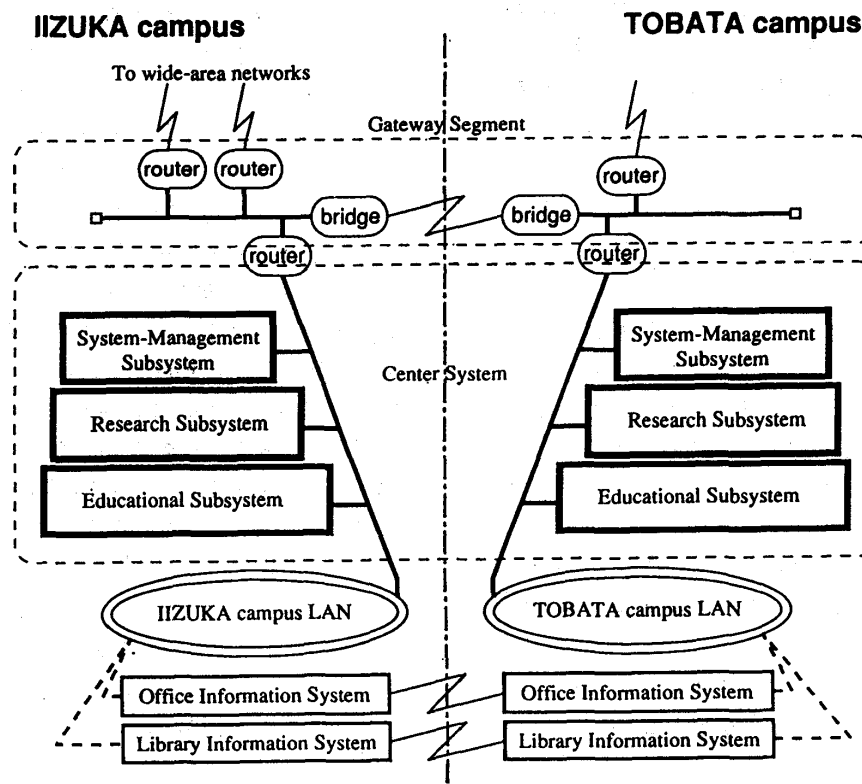 IIZUKA campus
TOBATA campus
To wide-area networks
Gateway Segment
router
router
router
bridge
bridge
router
router
System-Management
Subsystem
System-Management
Subsystem
Center System
Research Subsystem
Research Subsystem
Educational Subsystem
Educational Subsystem
IIZUKA campus LAN
TOBATA campus LAN
Office Information System
Office Information System
Library Information System
Library Information System